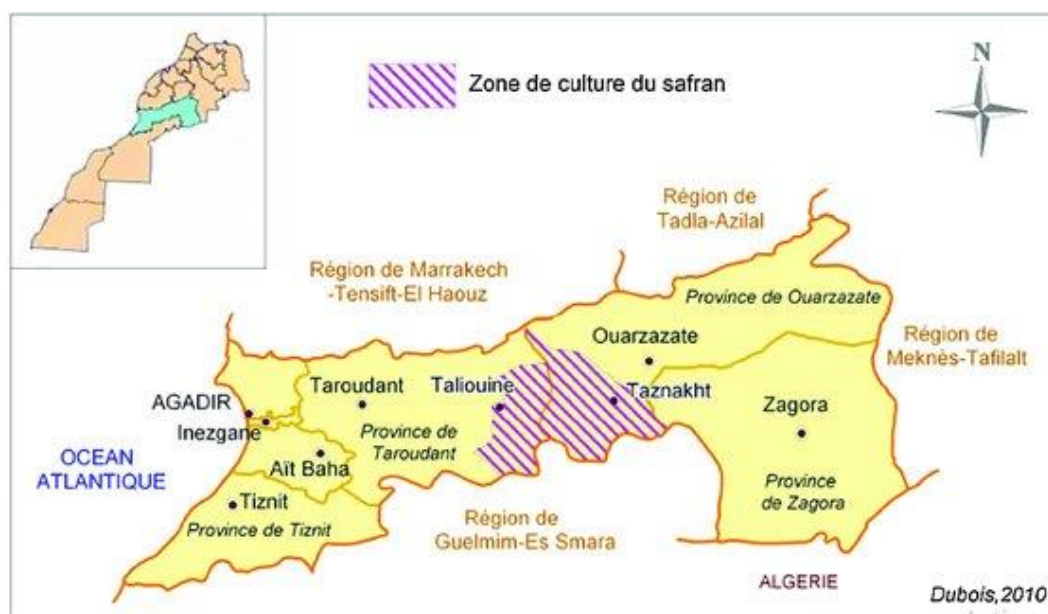 Zone de culture du safran
N
Région de
Tadla-Azilal
Région de Marrakech
-Tensift-El Haouz
Province de Ouarzazate
Ouarzazate
Région de
Meknès-Tafilalt
Taroudant
Taliouine
Taznakht
AGADIR
Inezgane
Zagora
Province de
Taroudant
OCEAN
ATLANTIQUE
Aït Baha
Tiznit
Province de Tiznit
Province
de Zagora
Région de
Guelmim-Es Smara
ALGERIE
Dubois,2010